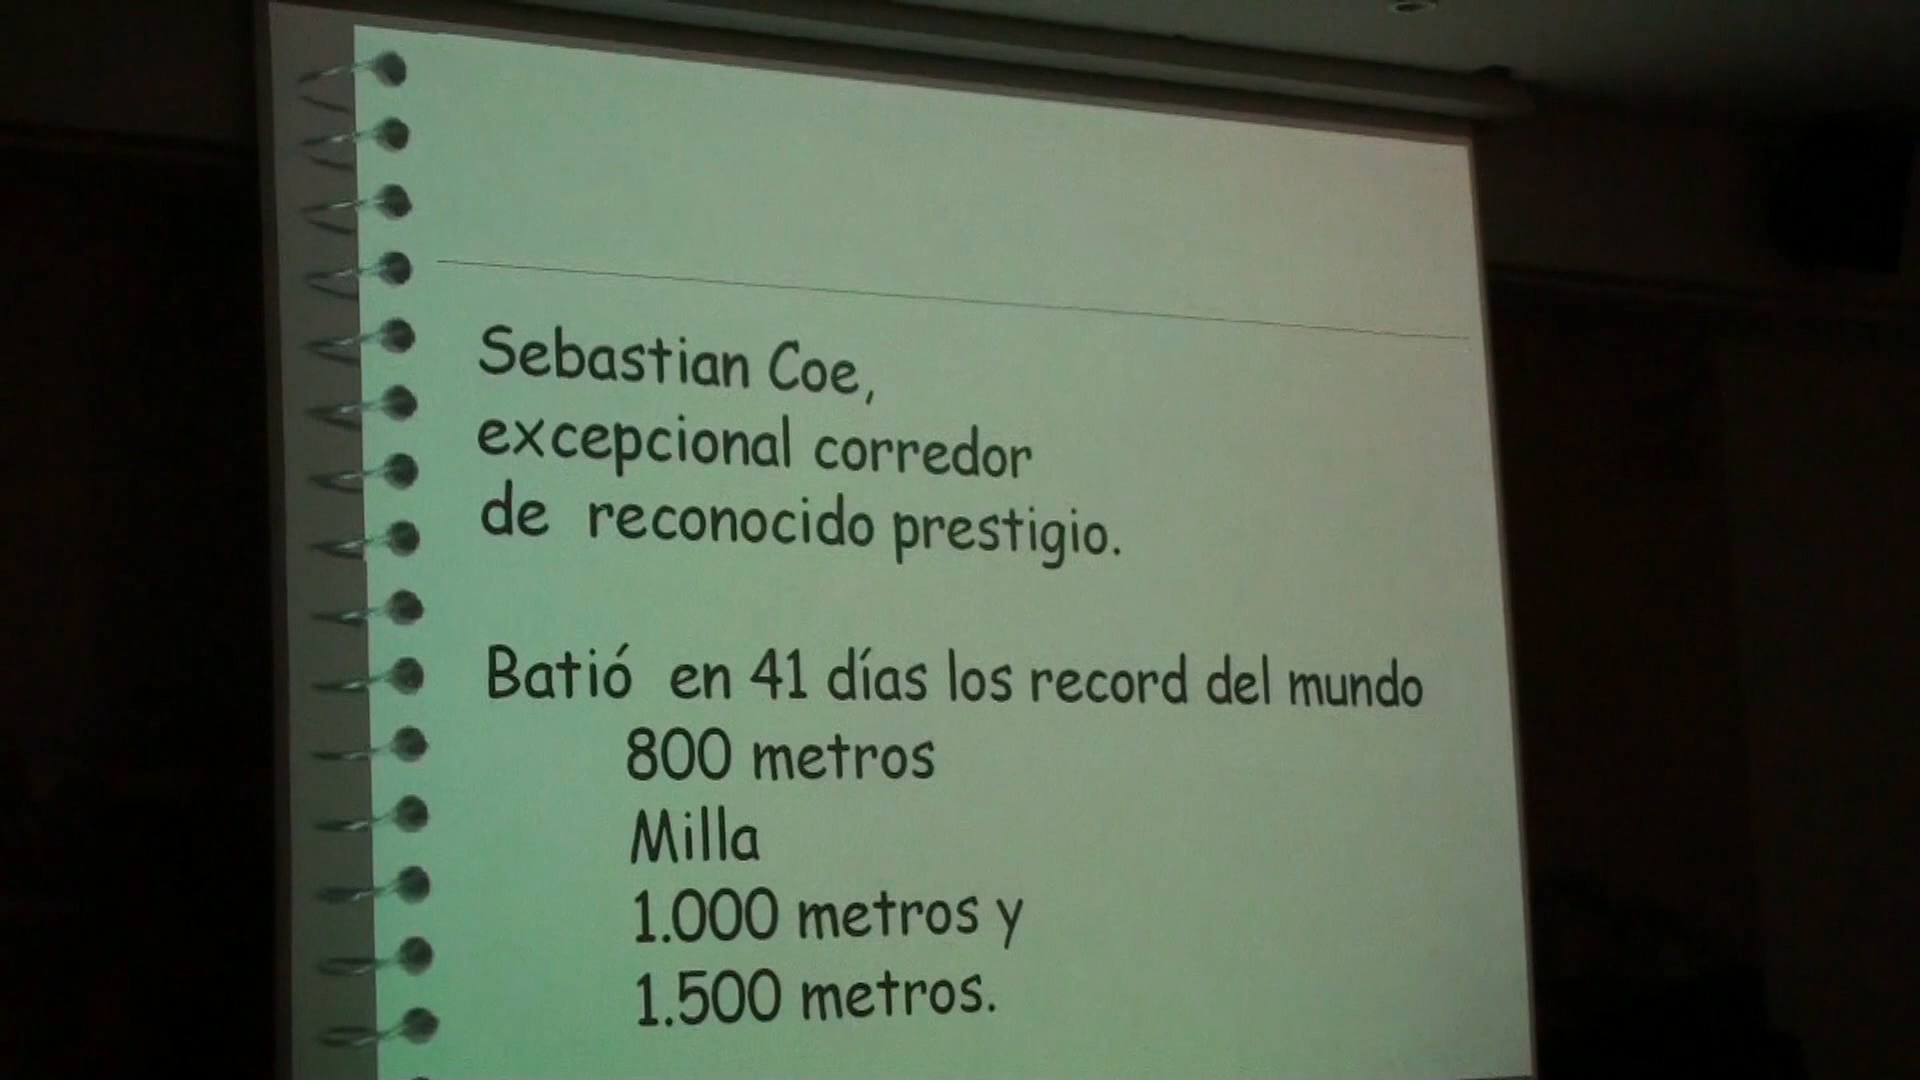 Sebastian Coe,
excepcional corredor
de reconocido prestigio.
Batió en 41 días los record del mundo
800 metros
Milla
1.000 metros y
1.500 metros.